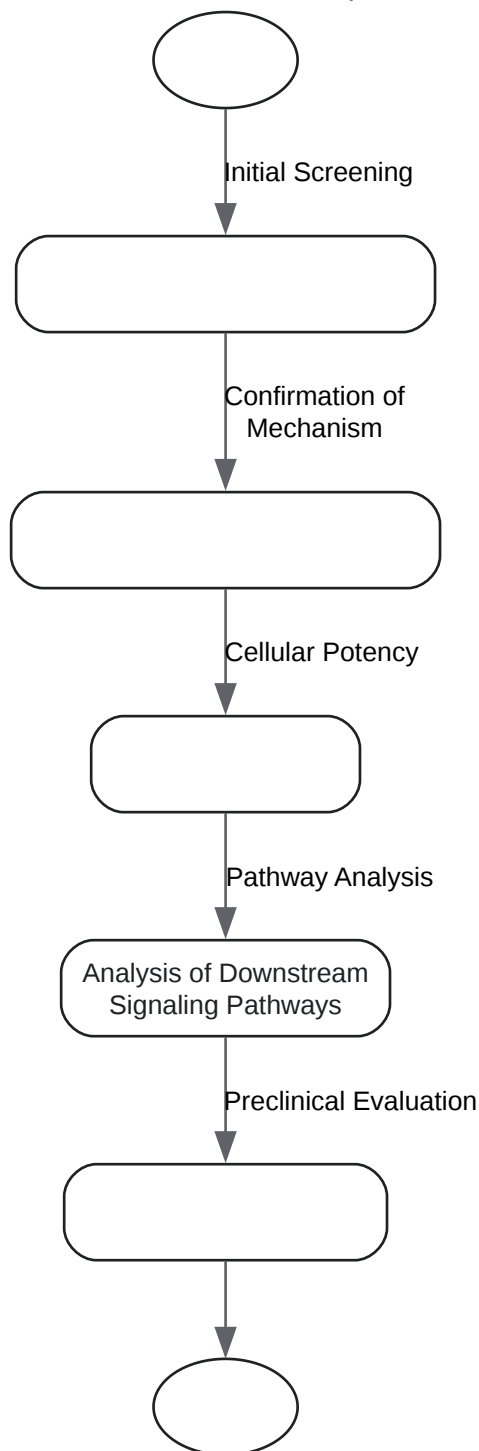 Initial Screening
Confirmation of
Mechanism
Cellular Potency
Pathway Analysis
Analysis of Downstream
Signaling Pathways
Preclinical Evaluation